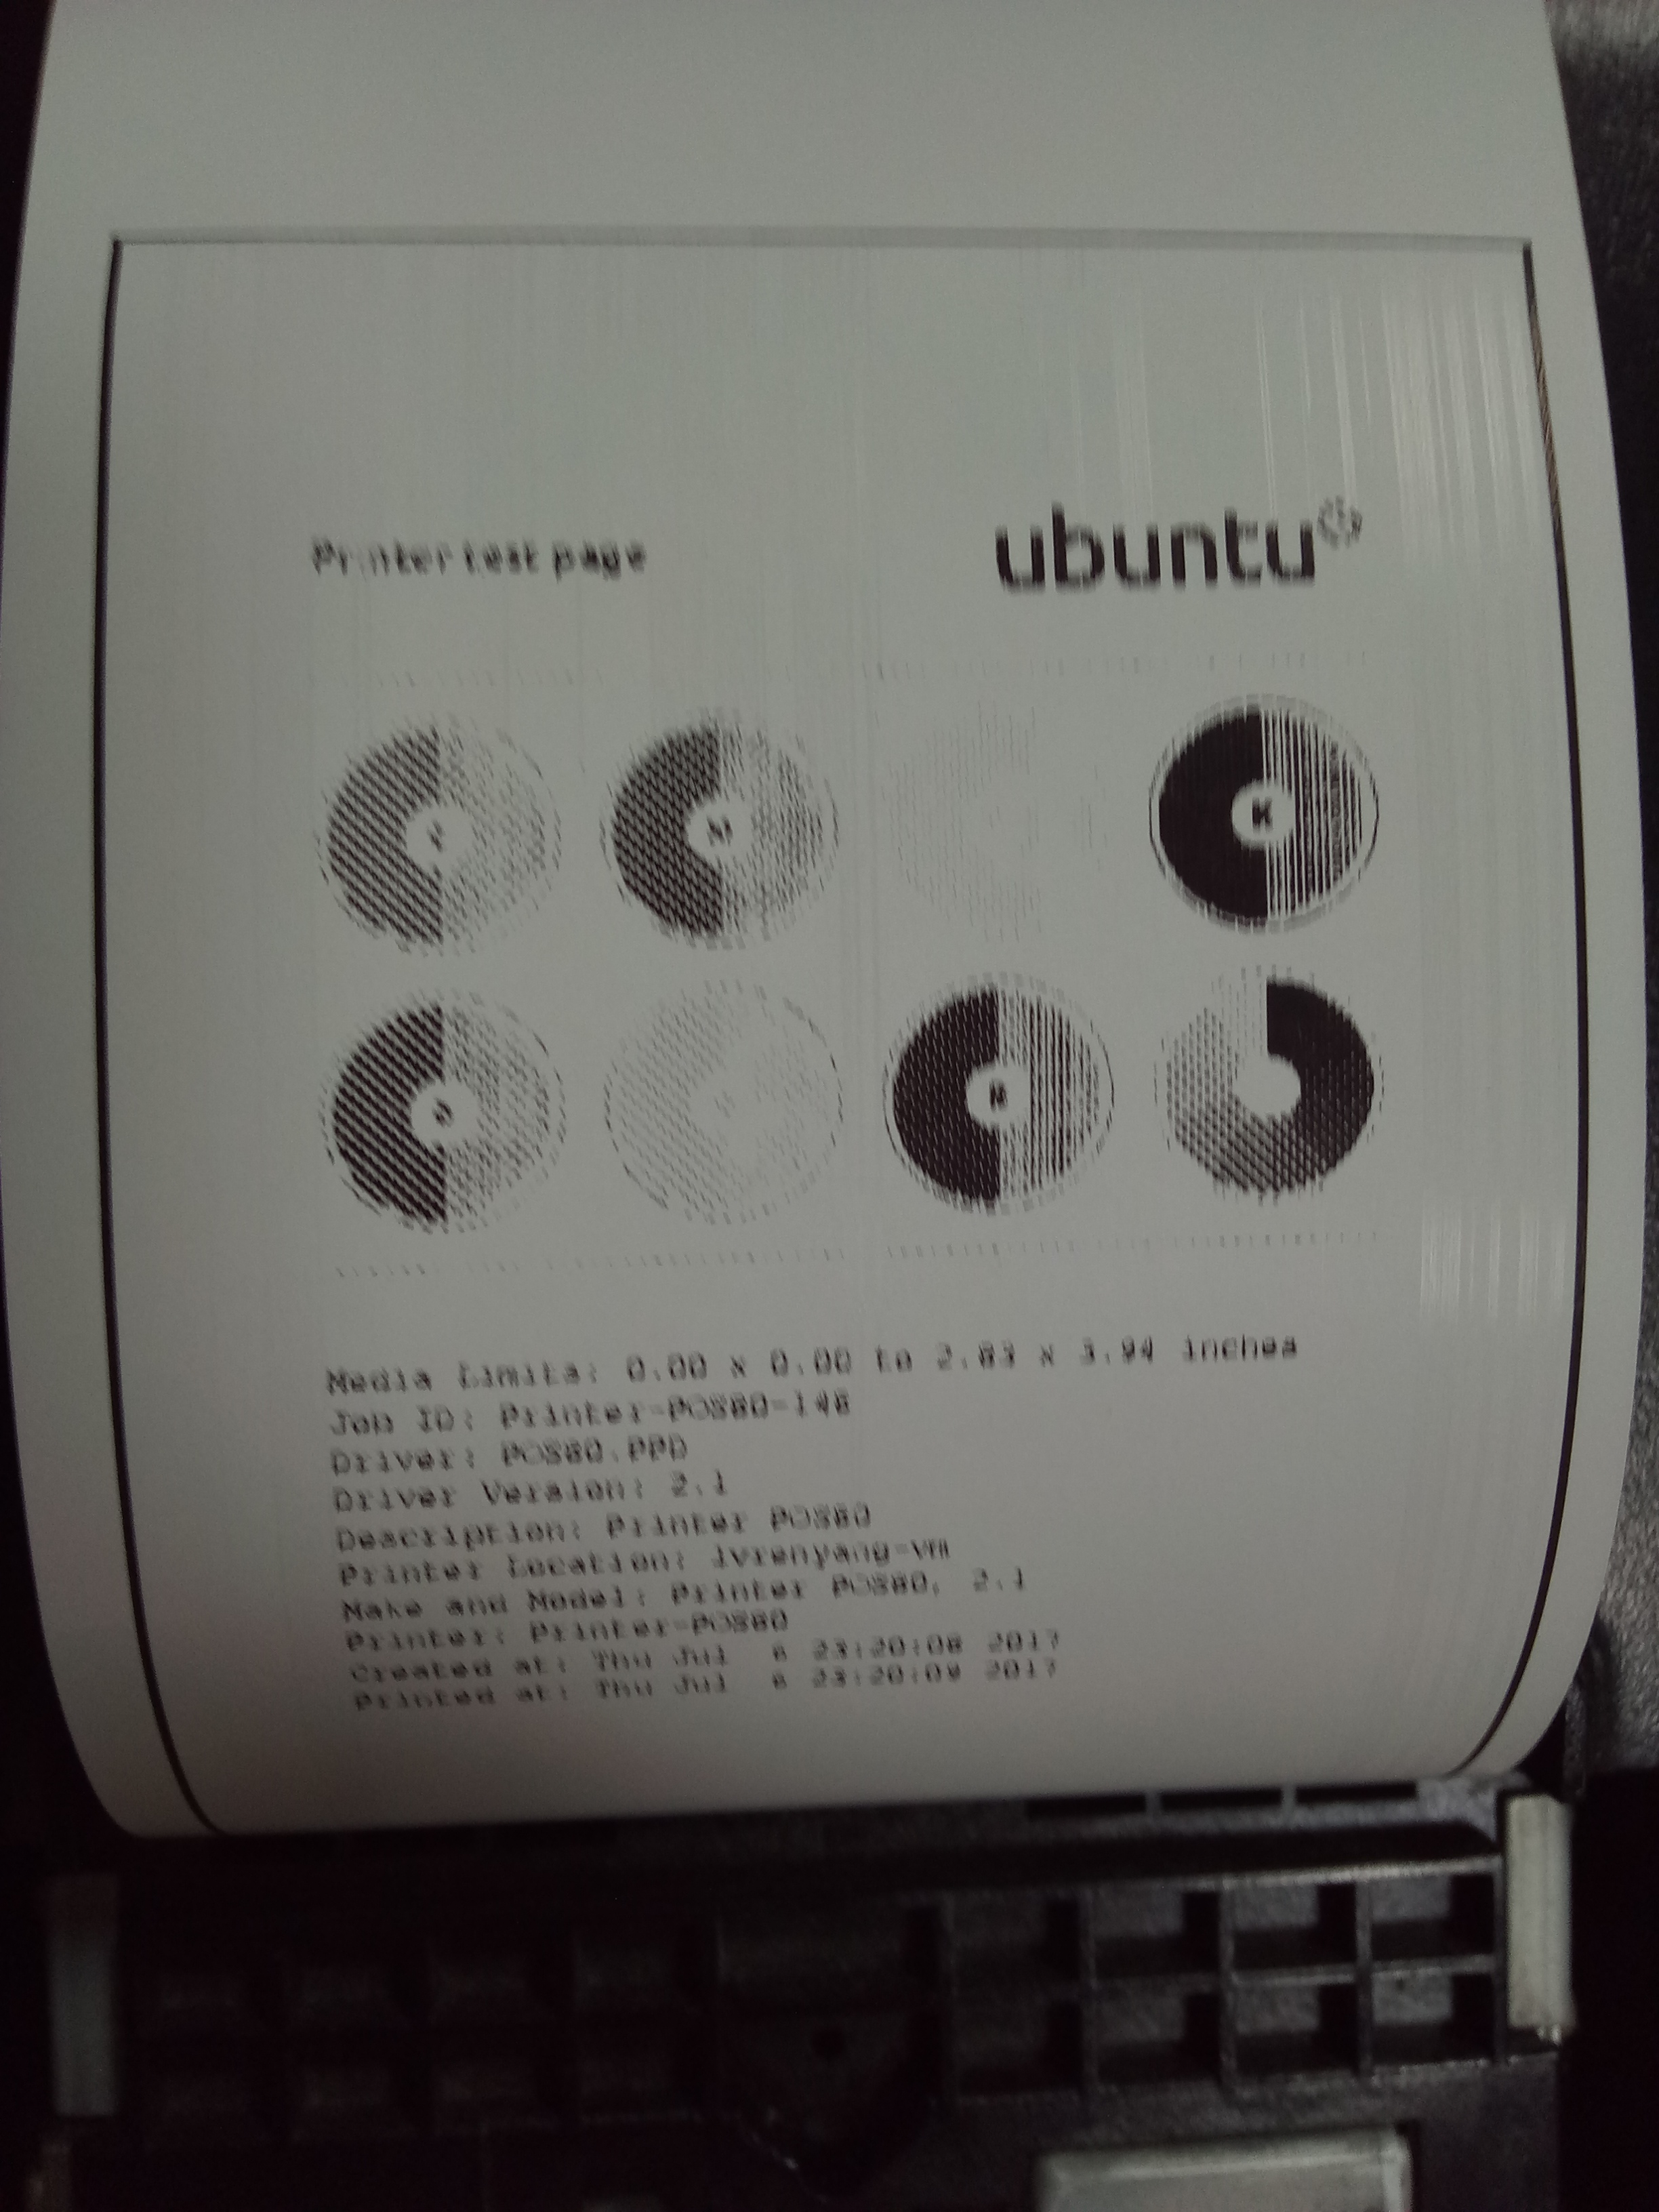 Printer test page
ubuntu
M K
R
Media Limits: 0.00 x 0.00 to 2.83 x 3.94 inches
Job ID: Printer-POS80-148
Driver: POS80.PPD
Driver Version: 2.1
Description: Printer POS80
Printer Location: lvrenyang-vm
Make and Model: Printer POS80, 2.1
Printer: Printer-POS80
Created at: Thu Jul 6 23:20:08 2017
Printed at: Thu Jul 6 23:20:09 2017